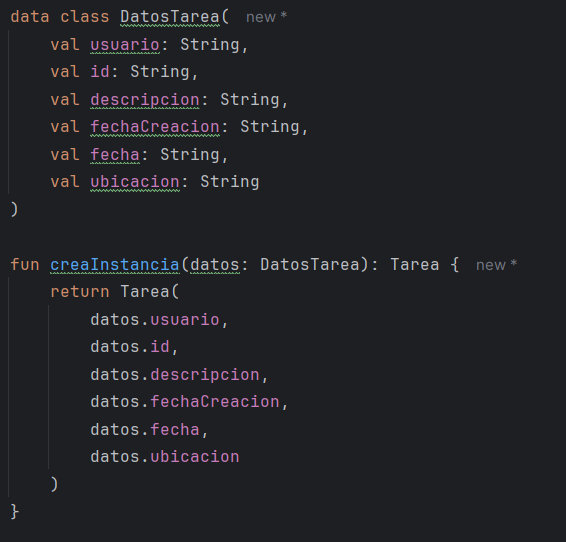 data class DatosTarea( new *
    val usuario: String,
    val id: String,
    val descripcion: String,
    val fechaCreacion: String,
    val fecha: String,
    val ubicacion: String
)
fun creaInstancia(datos: DatosTarea): Tarea { new *
    return Tarea(
        datos.usuario,
        datos.id,
        datos.descripcion,
        datos.fechaCreacion,
        datos.fecha,
        datos.ubicacion
    )
}